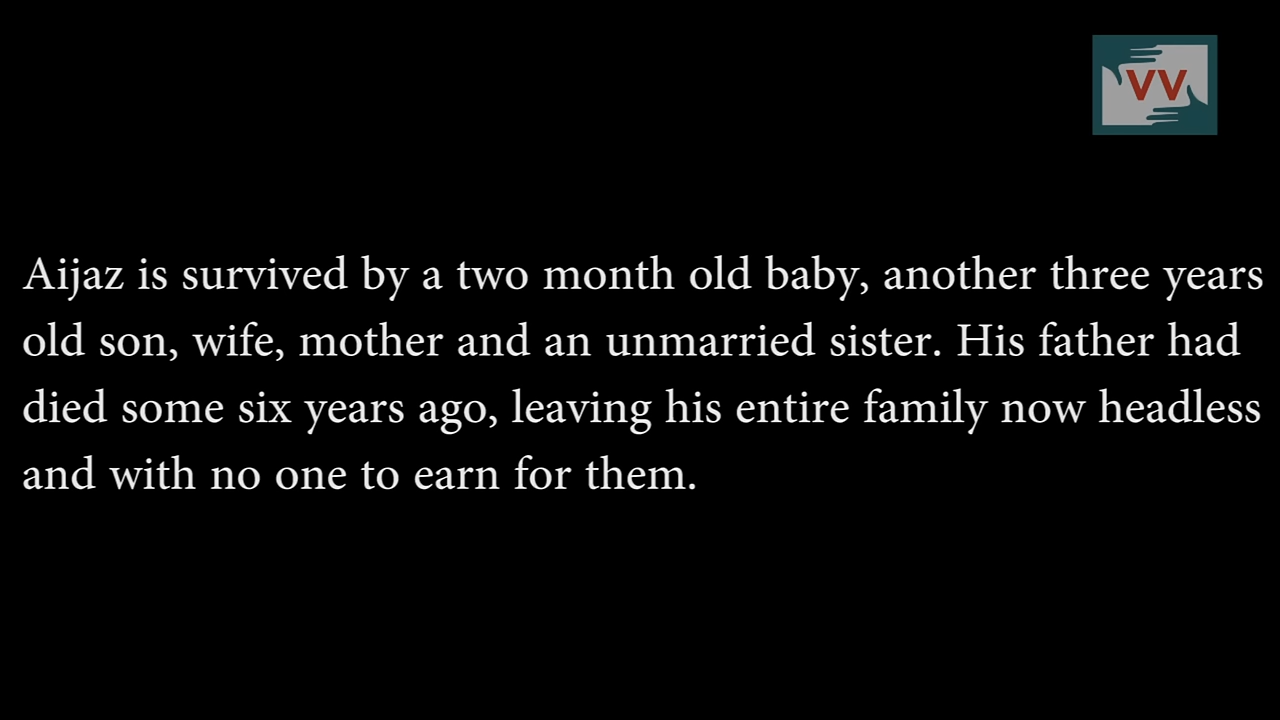 VV
Aijaz is survived by a two month old baby, another three years
old son, wife, mother and an unmarried sister. His father had
died some six years ago, leaving his entire family now headless
and with no one to earn for them.